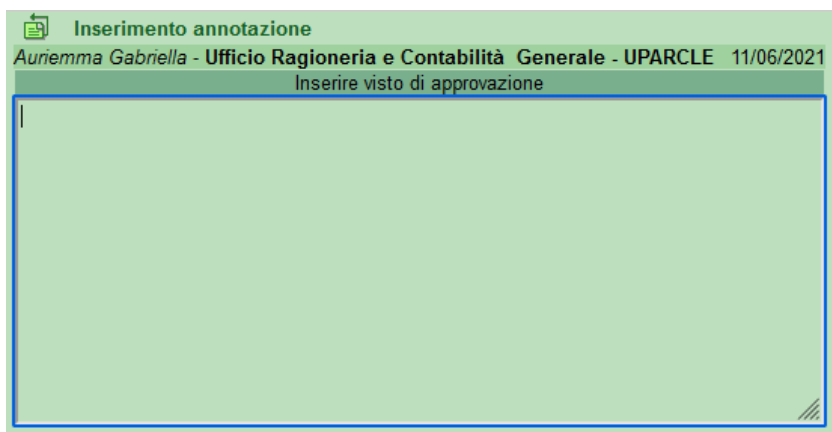 Inserimento annotazione
Auriemma Gabriella - Ufficio Ragioneria e Contabilità Generale - UPARCLE 11/06/2021
Inserire visto di approvazione